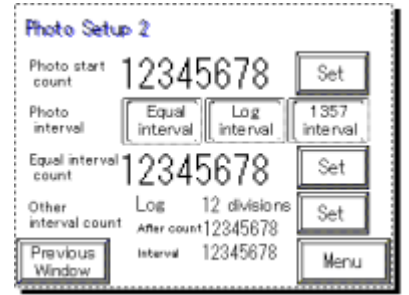 Photo Setup 2
Photo start count 12345678 Set
Photo interval Equal interval Log interval 1357 interval
Equal interval count 12345678 Set
Other interval count Log 12 divisions Set
After count 12345678
Interval 12345678
Previous Window Menu